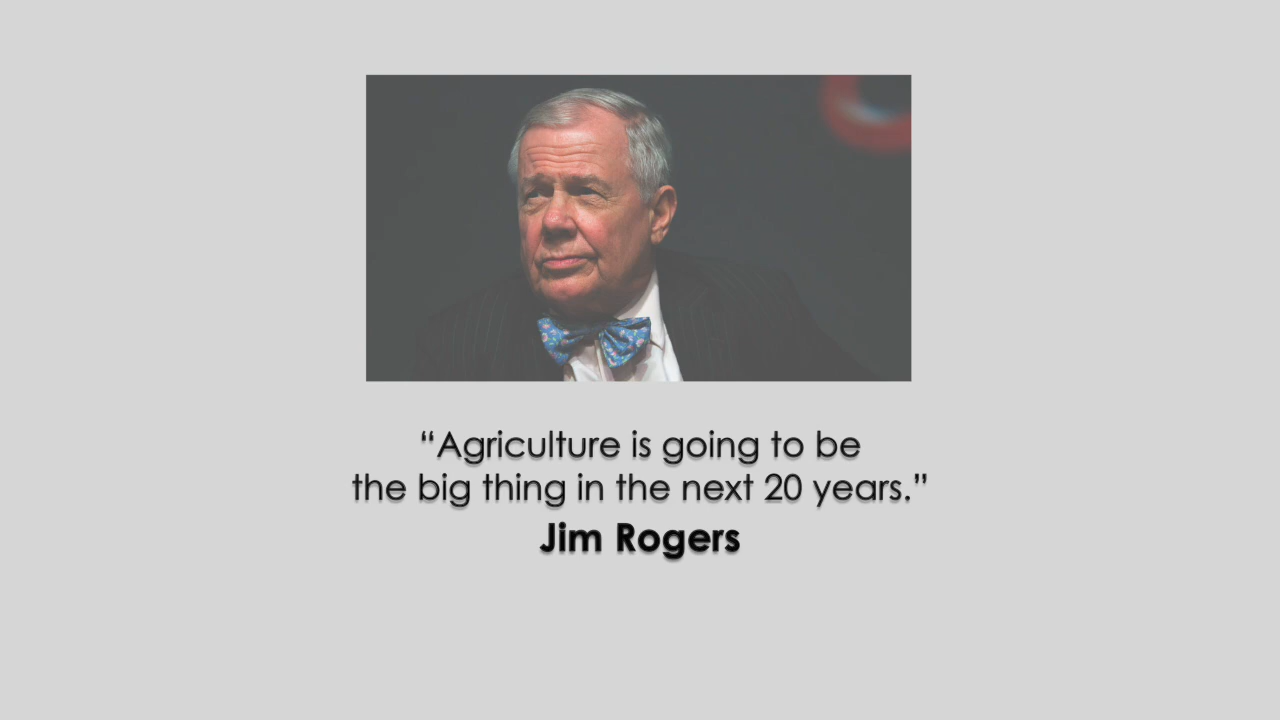 “Agriculture is going to be
the big thing in the next 20 years.”
Jim Rogers